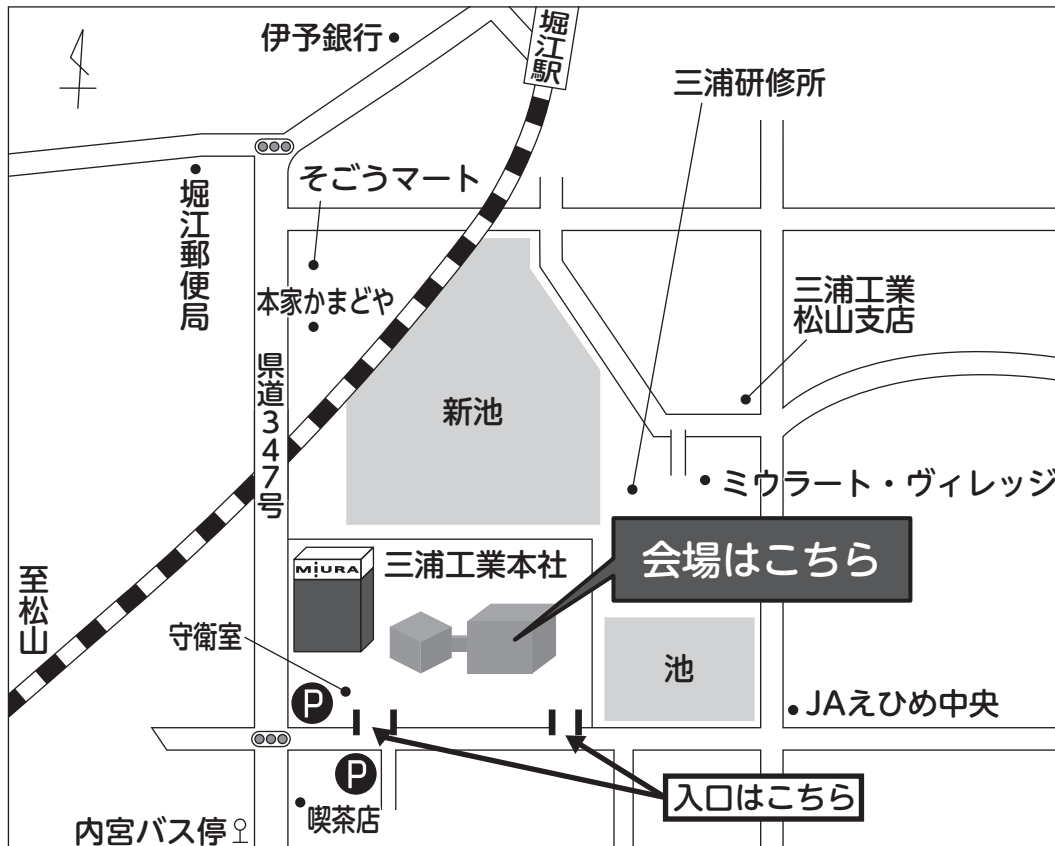 伊予銀行
堀江駅
三浦研修所
そごうマート
堀江郵便局
本家かまどや
三浦工業
松山支店
県道347号
新池
ミウラート・ヴィレッジ
会場はこちら
MIURA
三浦工業本社
至松山
守衛室
池
P
JAえひめ中央
P
入口はこちら
喫茶店
内宮バス停